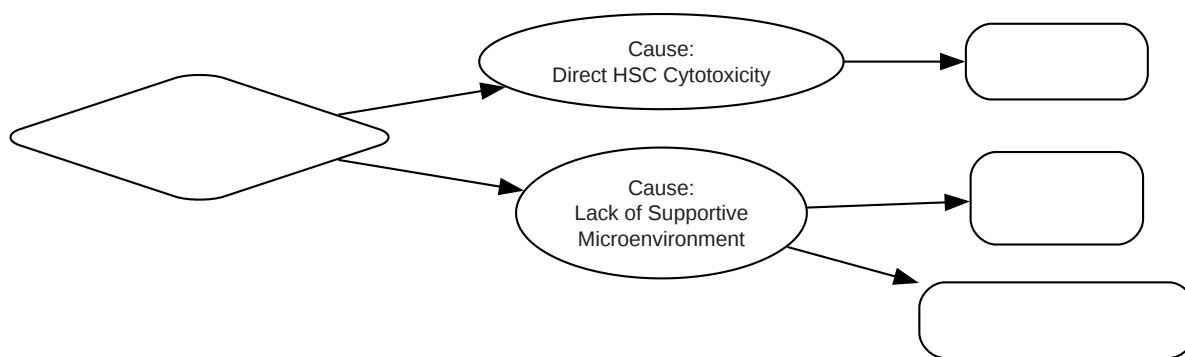 Cause:
Direct HSC Cytotoxicity
Cause:
Lack of Supportive
Microenvironment